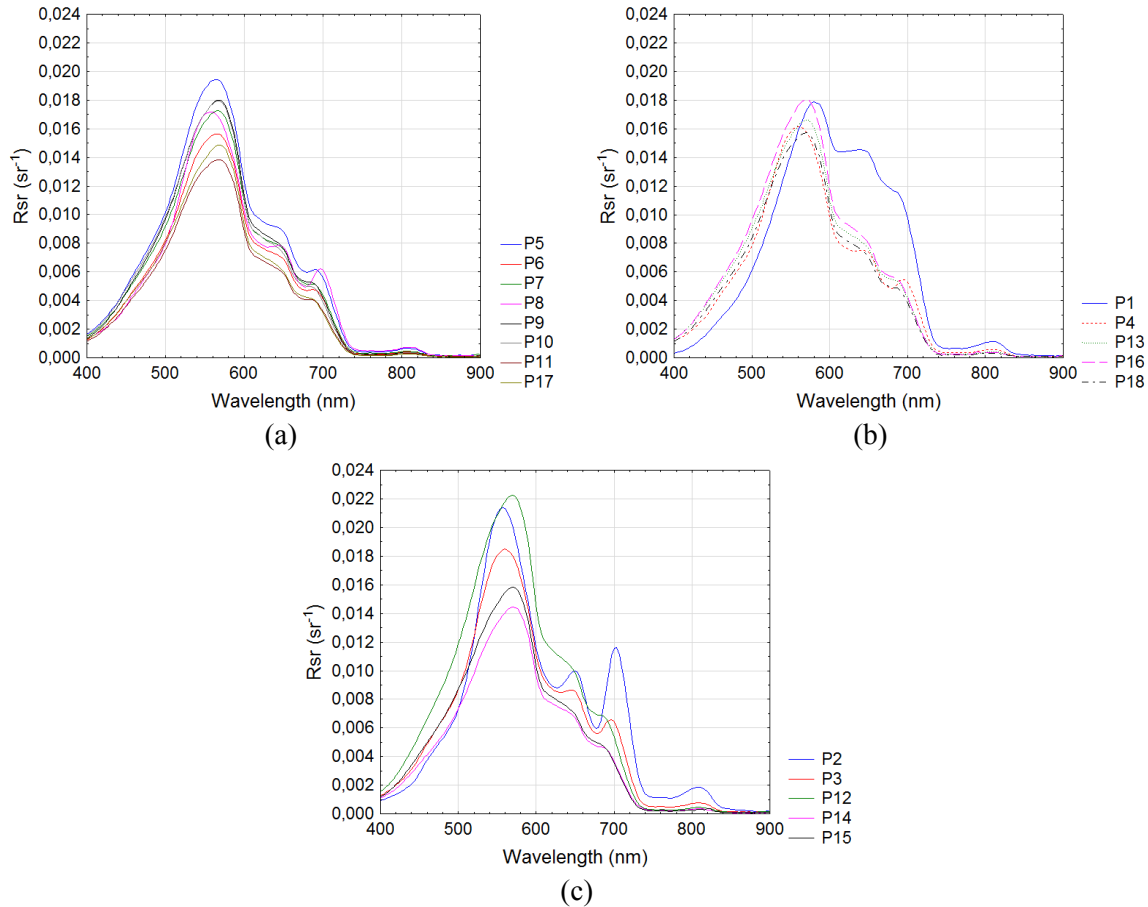 0,024
0,022
0,020
0,018
0,016
0,014
0,012
0,010
0,008
0,006
0,004
0,002
0,000
Rsr (sr-1)
400 500 600 700 800 900
Wavelength (nm)
P5
P6
P7
P8
P9
P10
P11
P17
(a)
0,024
0,022
0,020
0,018
0,016
0,014
0,012
0,010
0,008
0,006
0,004
0,002
0,000
Rsr (sr-1)
400 500 600 700 800 900
Wavelength (nm)
P1
P4
P13
P16
P18
(b)
0,024
0,022
0,020
0,018
0,016
0,014
0,012
0,010
0,008
0,006
0,004
0,002
0,000
Rsr (sr-1)
400 500 600 700 800 900
Wavelength (nm)
P2
P3
P12
P14
P15
(c)